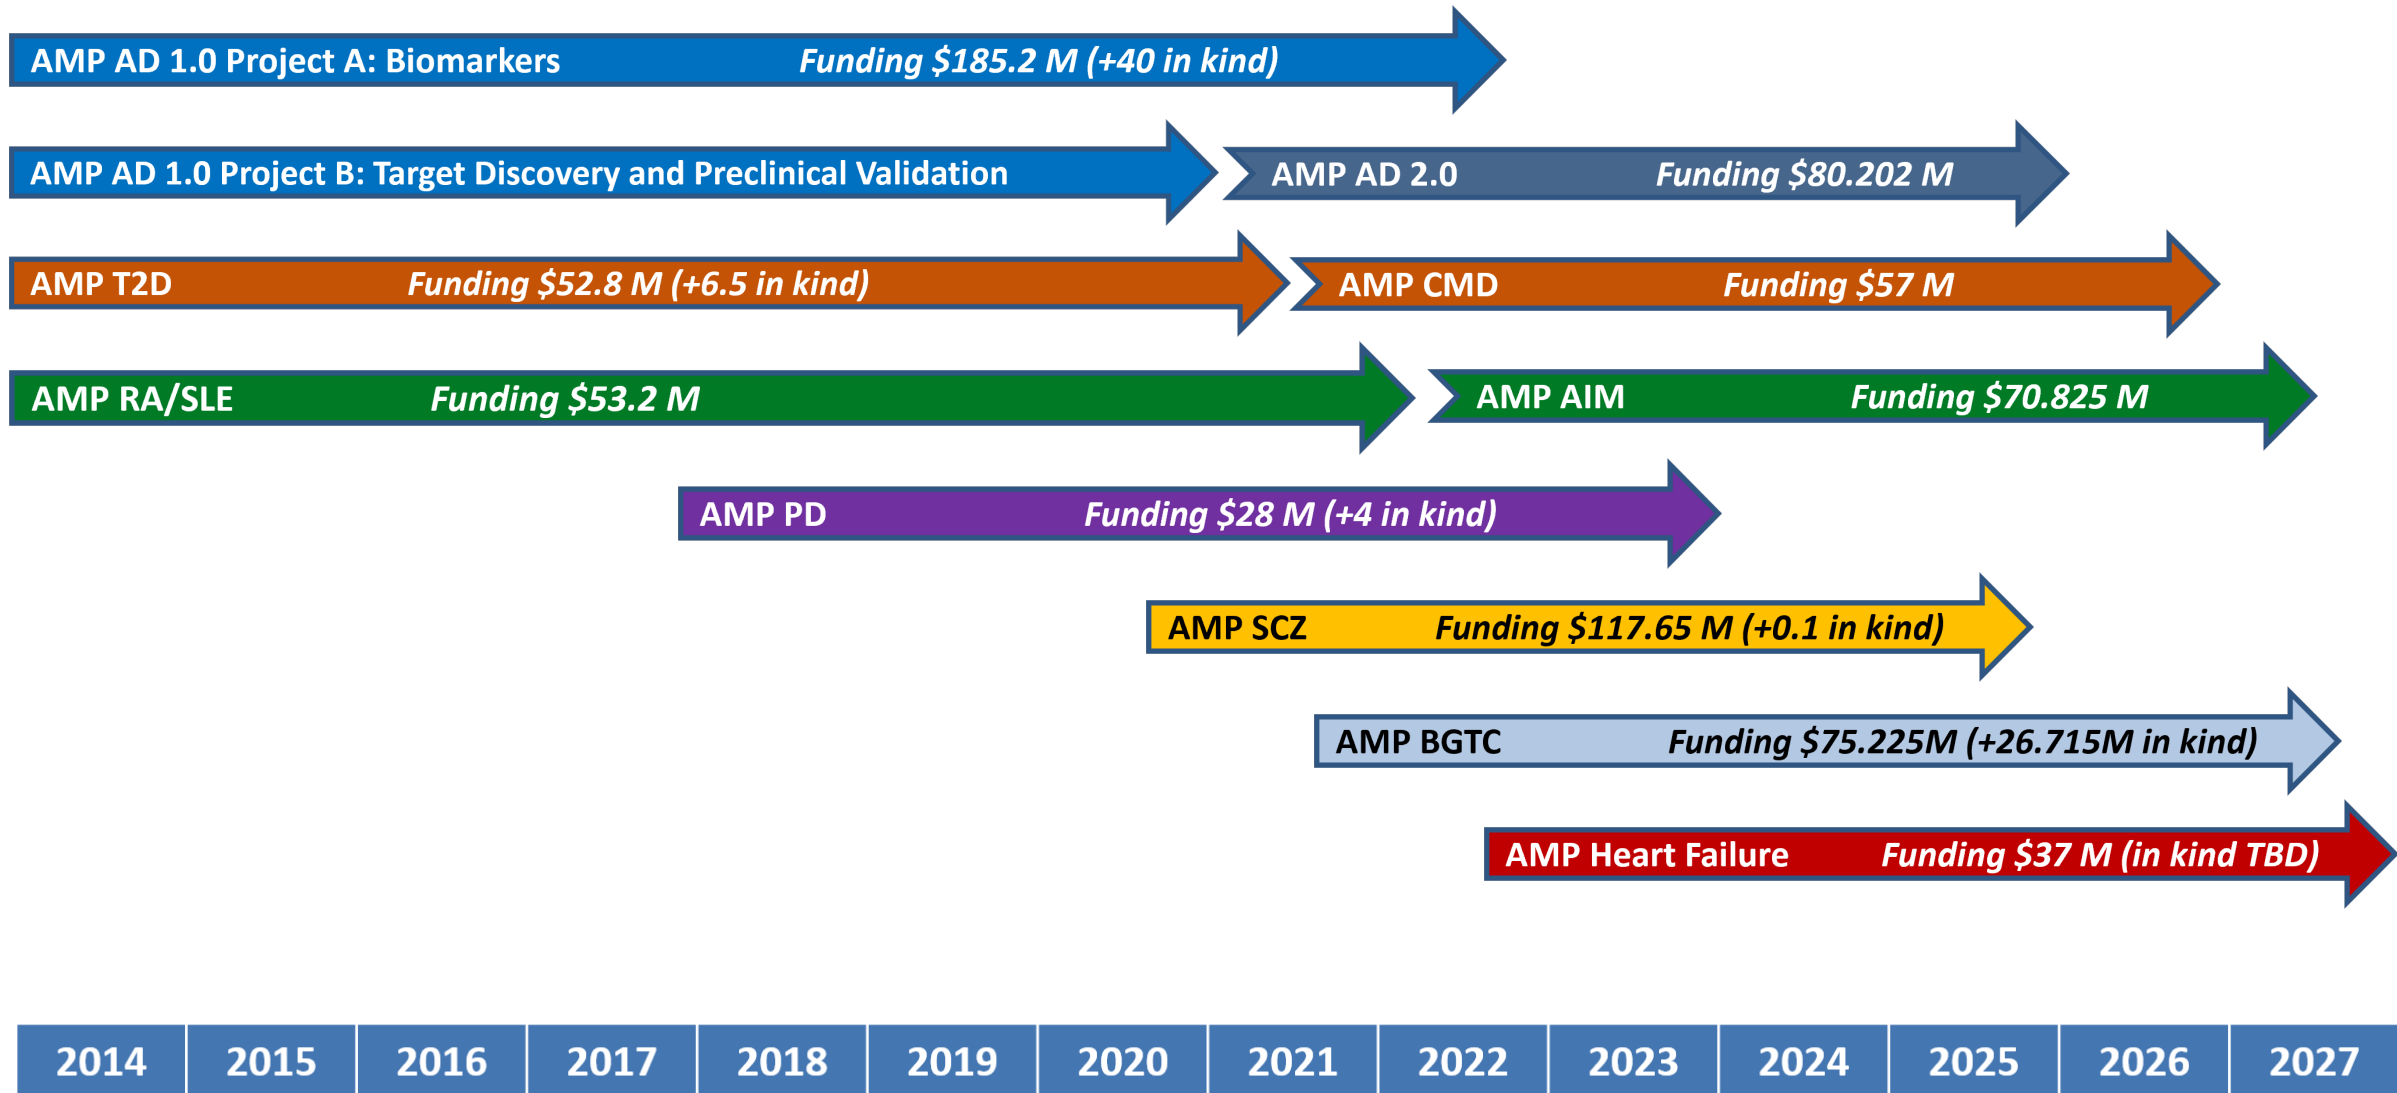 AMP AD 1.0 Project A: Biomarkers Funding $185.2 M (+40 in kind)
AMP AD 1.0 Project B: Target Discovery and Preclinical Validation
AMP AD 2.0 Funding $80.202 M
AMP T2D Funding $52.8 M (+6.5 in kind)
AMP CMD Funding $57 M
AMP RA/SLE Funding $53.2 M
AMP AIM Funding $70.825 M
AMP PD Funding $28 M (+4 in kind)
AMP SCZ Funding $117.65 M (+0.1 in kind)
AMP BGTC Funding $75.225M (+26.715M in kind)
AMP Heart Failure Funding $37 M (in kind TBD)
2014 2015 2016 2017 2018 2019 2020 2021 2022 2023 2024 2025 2026 2027